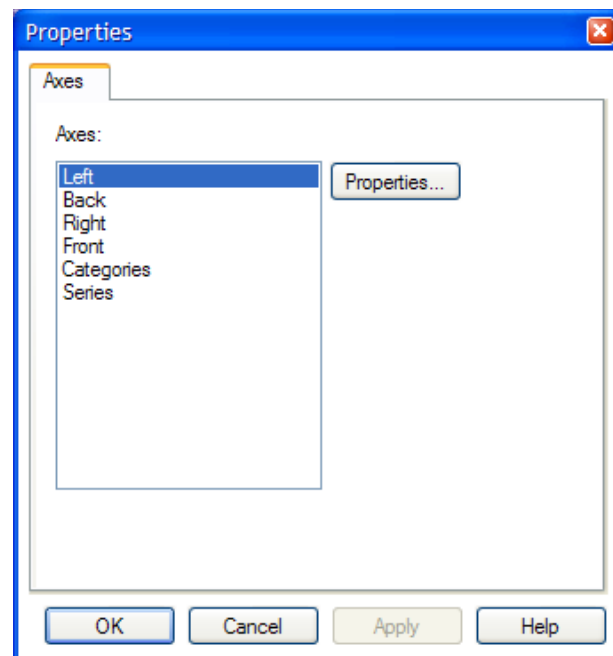 Properties
Axes
Axes:
Left
Properties...
Back
Right
Front
Categories
Series
OK Cancel Apply Help